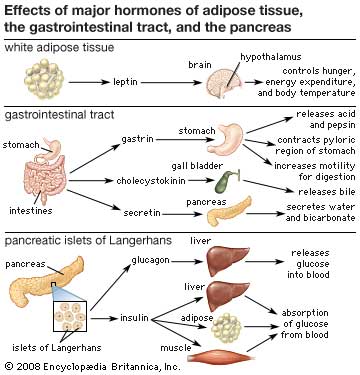 Effects of major hormones of adipose tissue,
the gastrointestinal tract, and the pancreas
white adipose tissue
leptin
brain
hypothalamus
controls hunger,
energy expenditure,
and body temperature
gastrointestinal tract
stomach
intestines
gastrin
stomach
releases acid
and pepsin
contracts pyloric
region of stomach
increases motility
for digestion
cholecystokinin
gall bladder
releases bile
secretin
pancreas
secretes water
and bicarbonate
pancreatic islets of Langerhans
pancreas
islets of Langerhans
glucagon
liver
releases
glucose
into blood
insulin
liver
adipose
muscle
absorption
of glucose
from blood
© 2008 Encyclopædia Britannica, Inc.